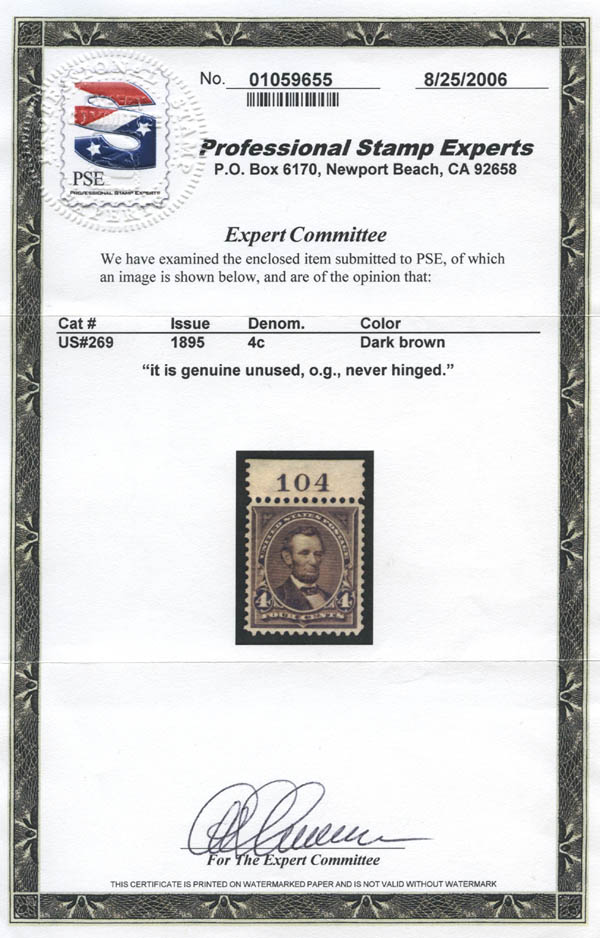 No. 01059655 8/25/2006
PSE
PROFESSIONAL STAMP EXPERTS
Professional Stamp Experts
P.O. Box 6170, Newport Beach, CA 92658
Expert Committee
We have examined the enclosed item submitted to PSE, of which
an image is shown below, and are of the opinion that:
Cat # Issue Denom. Color
US#269 1895 4c Dark brown
“it is genuine unused, o.g., never hinged.”
104
UNITED STATES POSTAGE
4 4
FOUR CENTS
For The Expert Committee
THIS CERTIFICATE IS PRINTED ON WATERMARKED PAPER AND IS NOT VALID WITHOUT WATERMARK